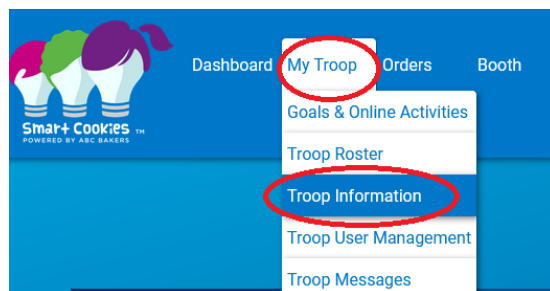 Dashboard My Troop Orders Booth
Smart Cookies TM
POWERED BY ABC BAKERS
Goals & Online Activities
Troop Roster
Troop Information
Troop User Management
Troop Messages